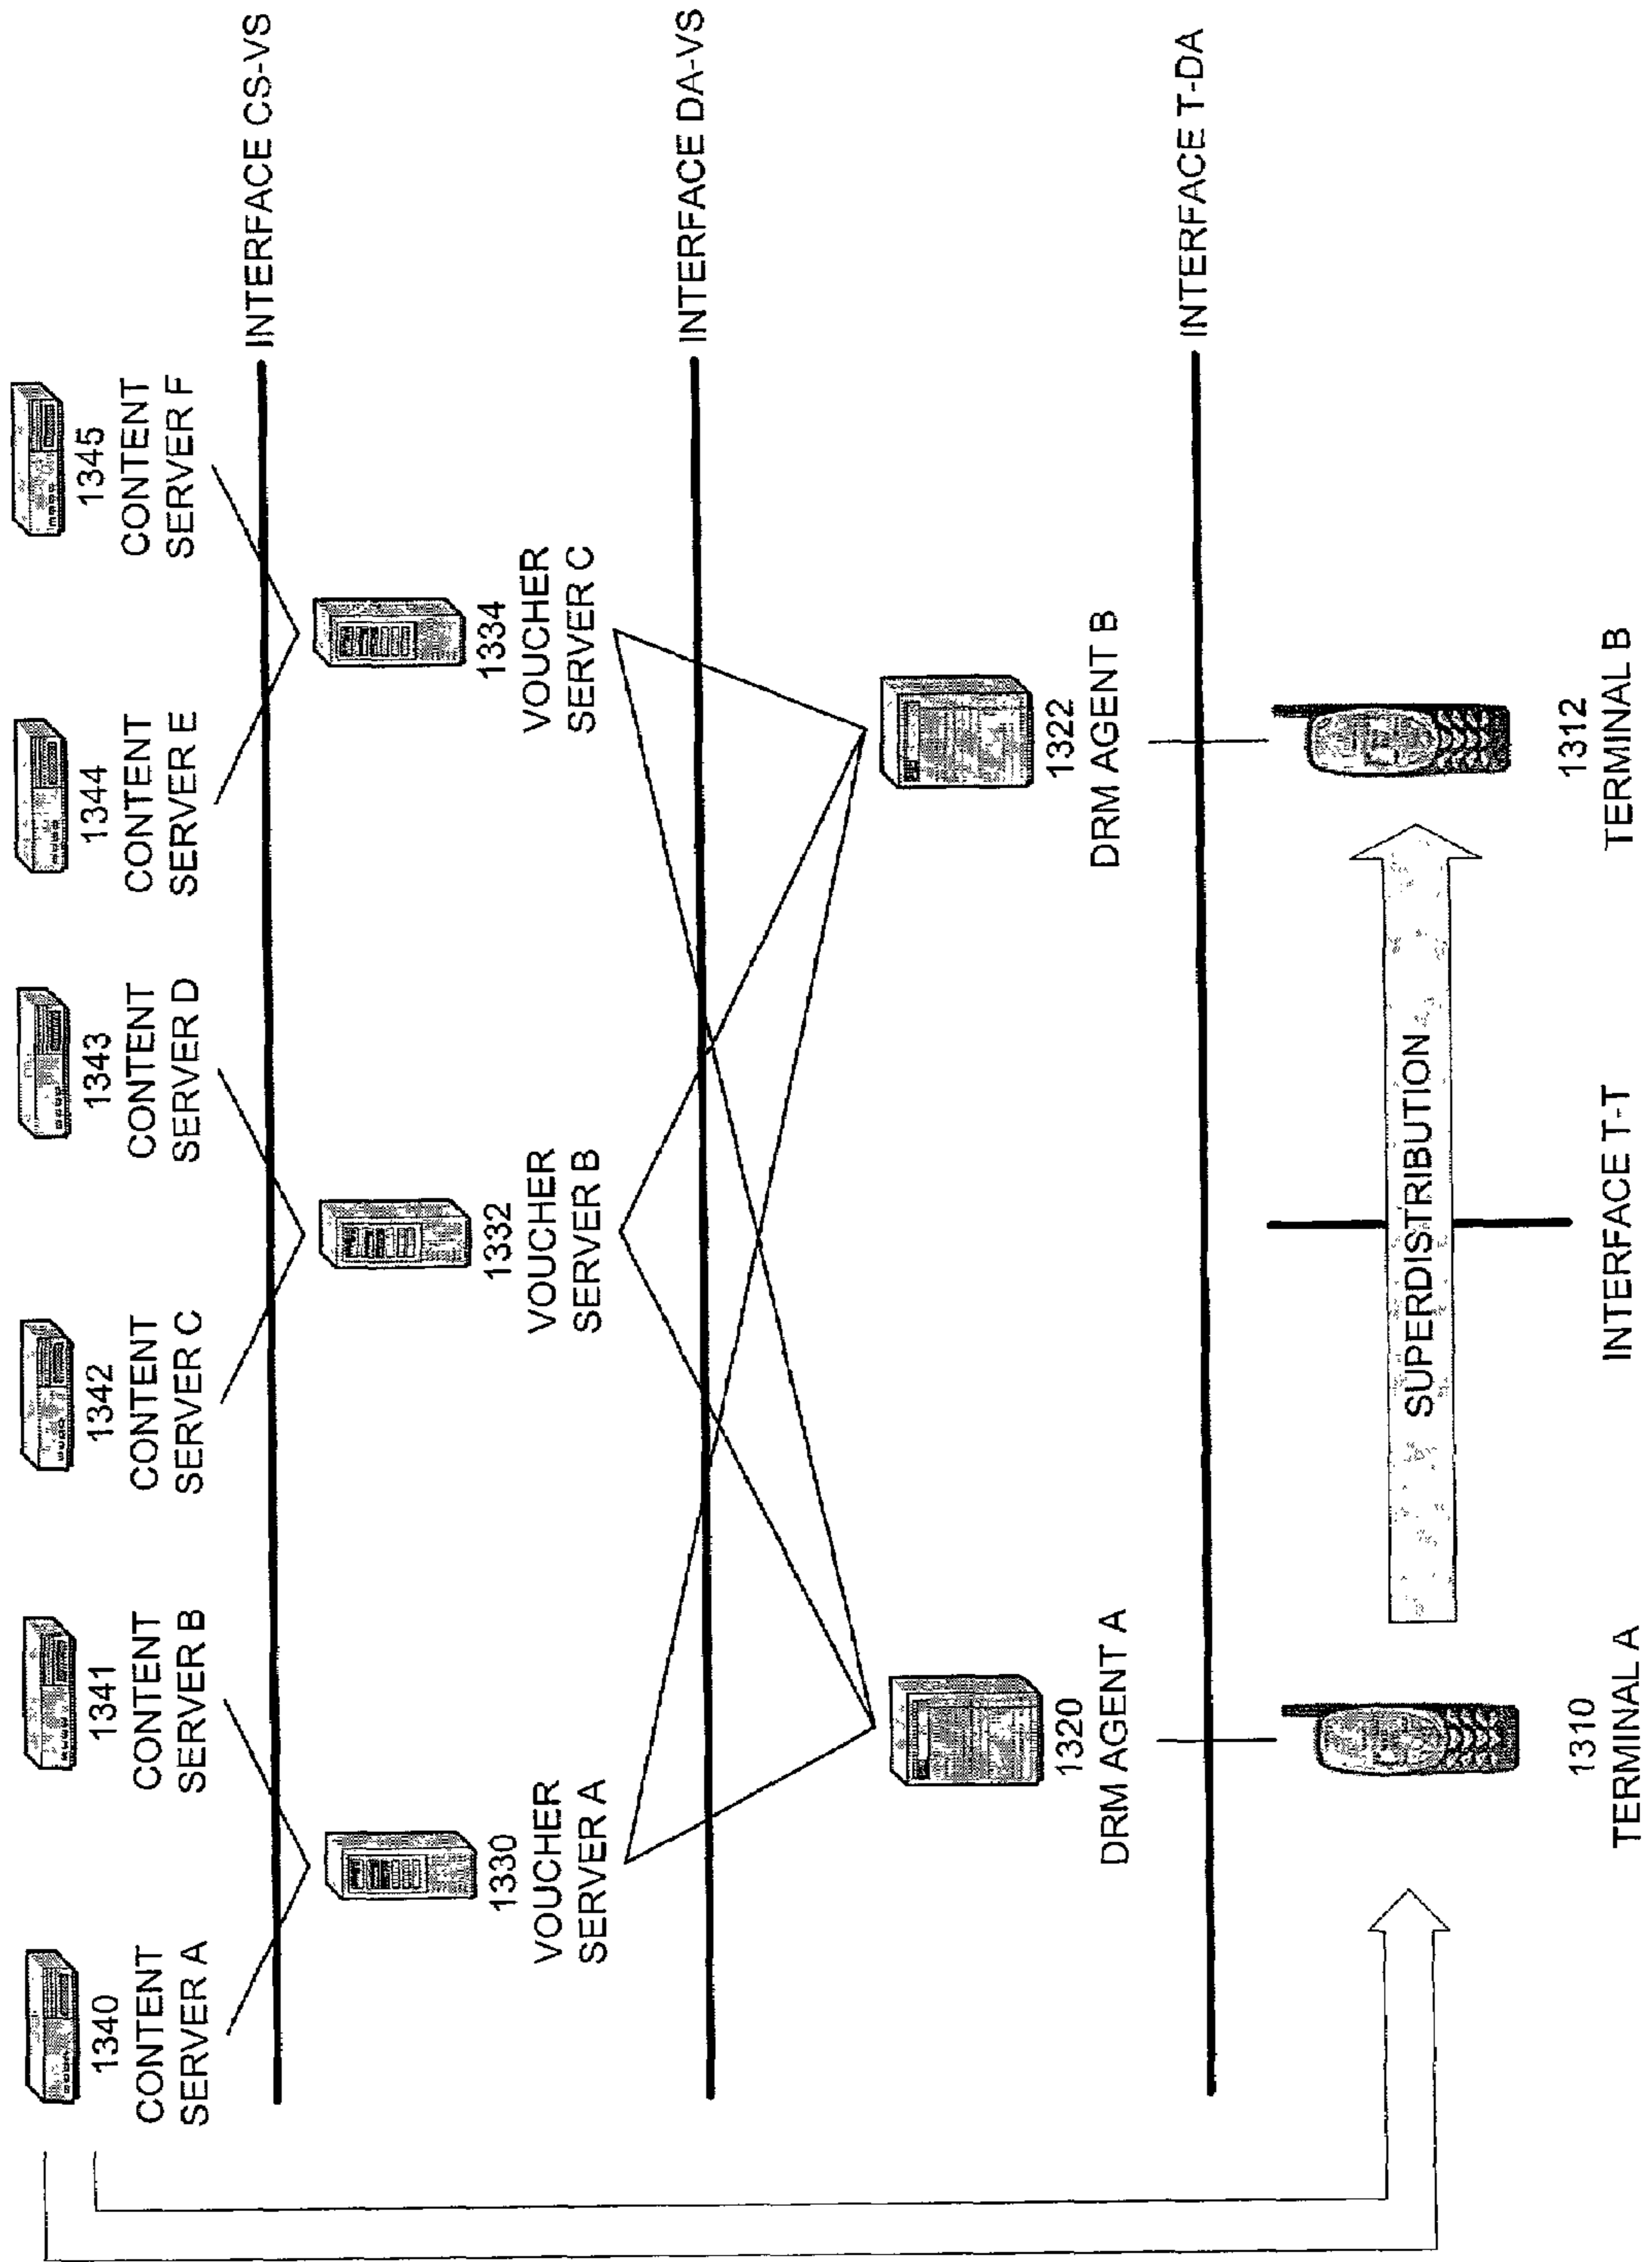 1340
CONTENT
SERVER A
1341
CONTENT
SERVER B
1342
CONTENT
SERVER C
1343
CONTENT
SERVER D
1344
CONTENT
SERVER E
1345
CONTENT
SERVER F
INTERFACE CS-VS
1330
VOUCHER
SERVER A
1332
VOUCHER
SERVER B
1334
VOUCHER
SERVER C
INTERFACE DA-VS
1320
DRM AGENT A
1322
DRM AGENT B
INTERFACE T-DA
SUPERDISTRIBUTION
1310
TERMINAL A
INTERFACE T-T
1312
TERMINAL B